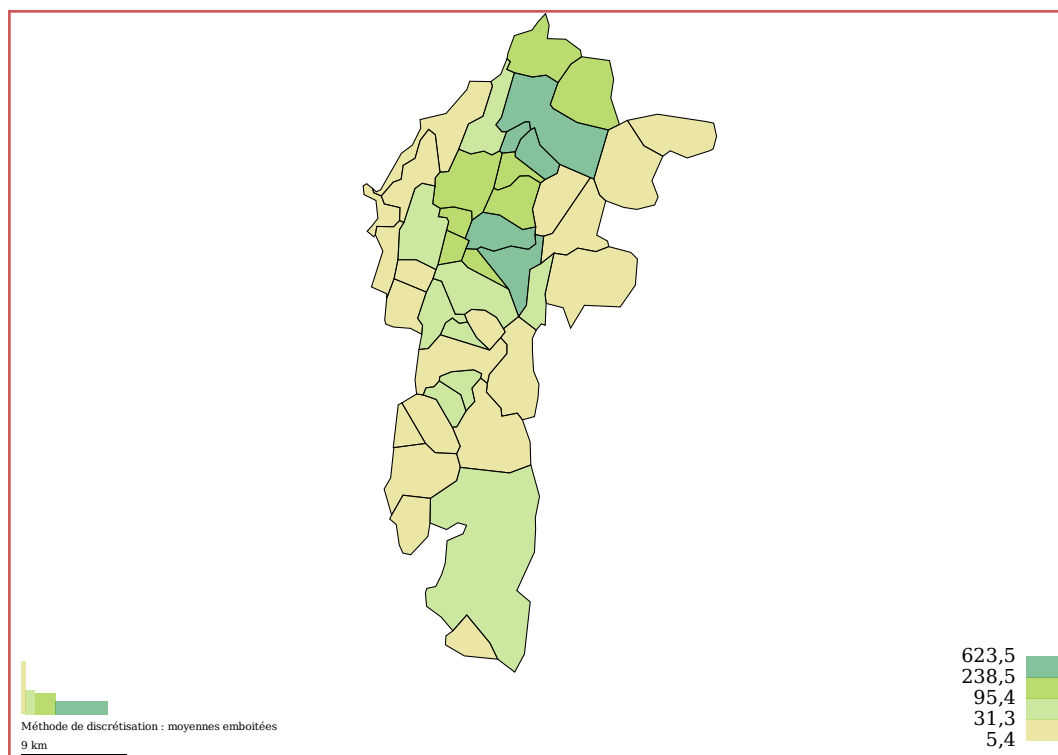 623,5
238,5
95,4
31,3
5,4
Méthode de discrétisation : moyennes emboitées
9 km